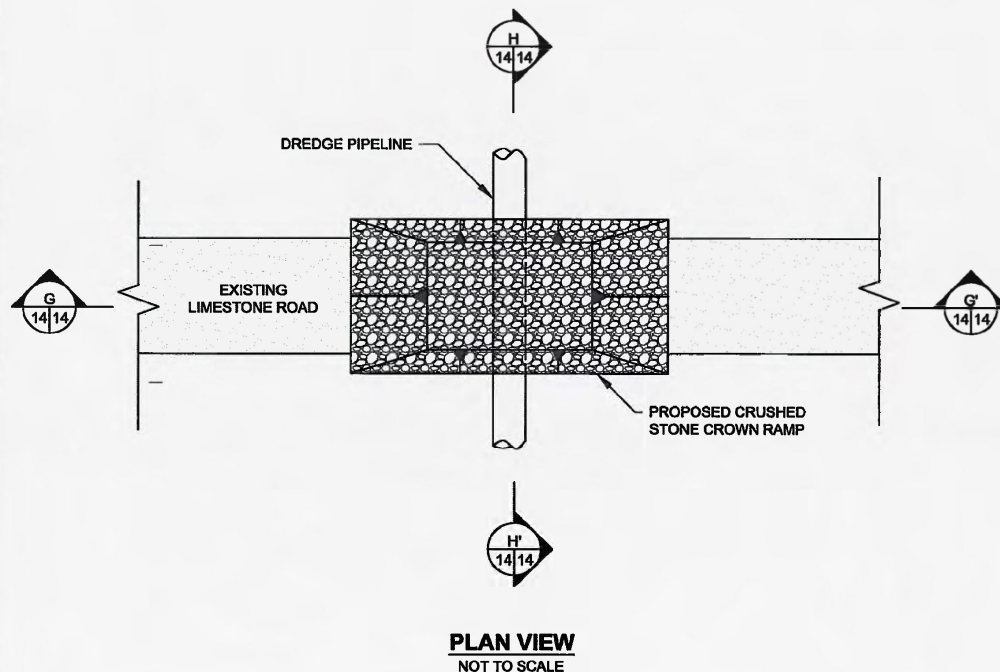 H
14 14
DREDGE PIPELINE
EXISTING
LIMESTONE ROAD
G
14 14
G'
14 14
PROPOSED CRUSHED
STONE CROWN RAMP
H'
14 14
PLAN VIEW
NOT TO SCALE